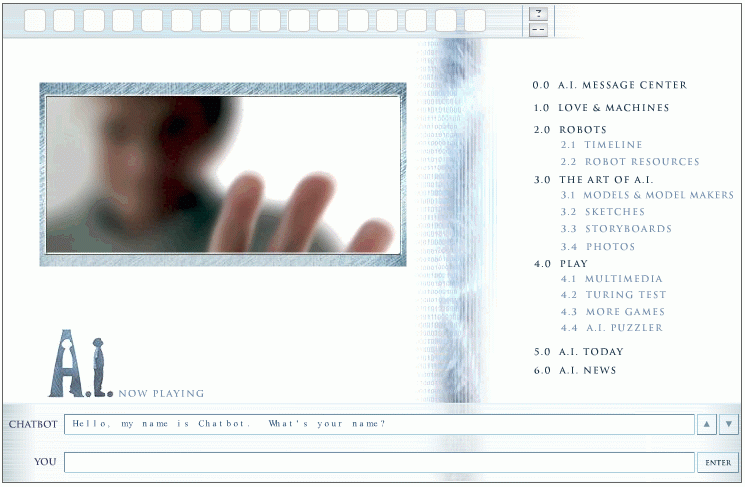 ?
--
0.0 A.I. MESSAGE CENTER
1.0 LOVE & MACHINES
2.0 ROBOTS
2.1 TIMELINE
2.2 ROBOT RESOURCES
3.0 THE ART OF A.I.
3.1 MODELS & MODEL MAKERS
3.2 SKETCHES
3.3 STORYBOARDS
3.4 PHOTOS
4.0 PLAY
4.1 MULTIMEDIA
4.2 TURING TEST
4.3 MORE GAMES
4.4 A.I. PUZZLER
5.0 A.I. TODAY
6.0 A.I. NEWS
A.I. NOW PLAYING
CHATBOT Hello, my name is Chatbot. What's your name?
YOU ENTER